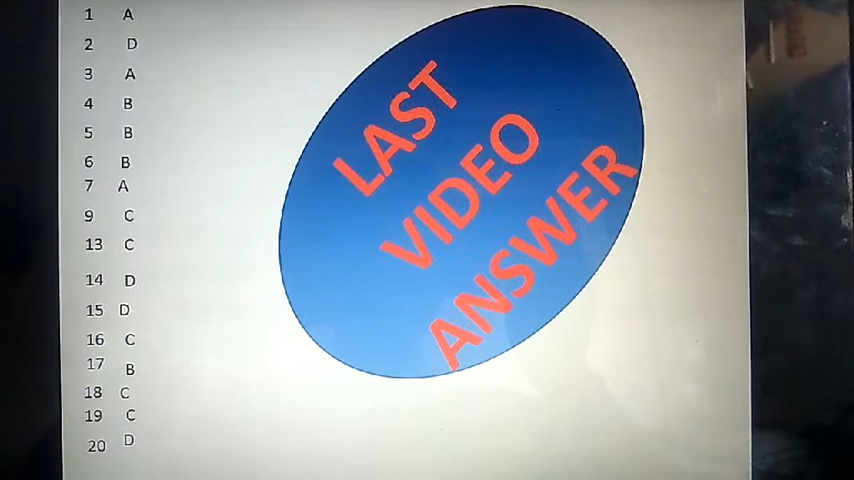 1 A
2 D
3 A
4 B
5 B
6 B
7 A
9 C
13 C
14 D
15 D
16 C
17 B
18 C
19 C
20 D
LAST
VIDEO
ANSWER